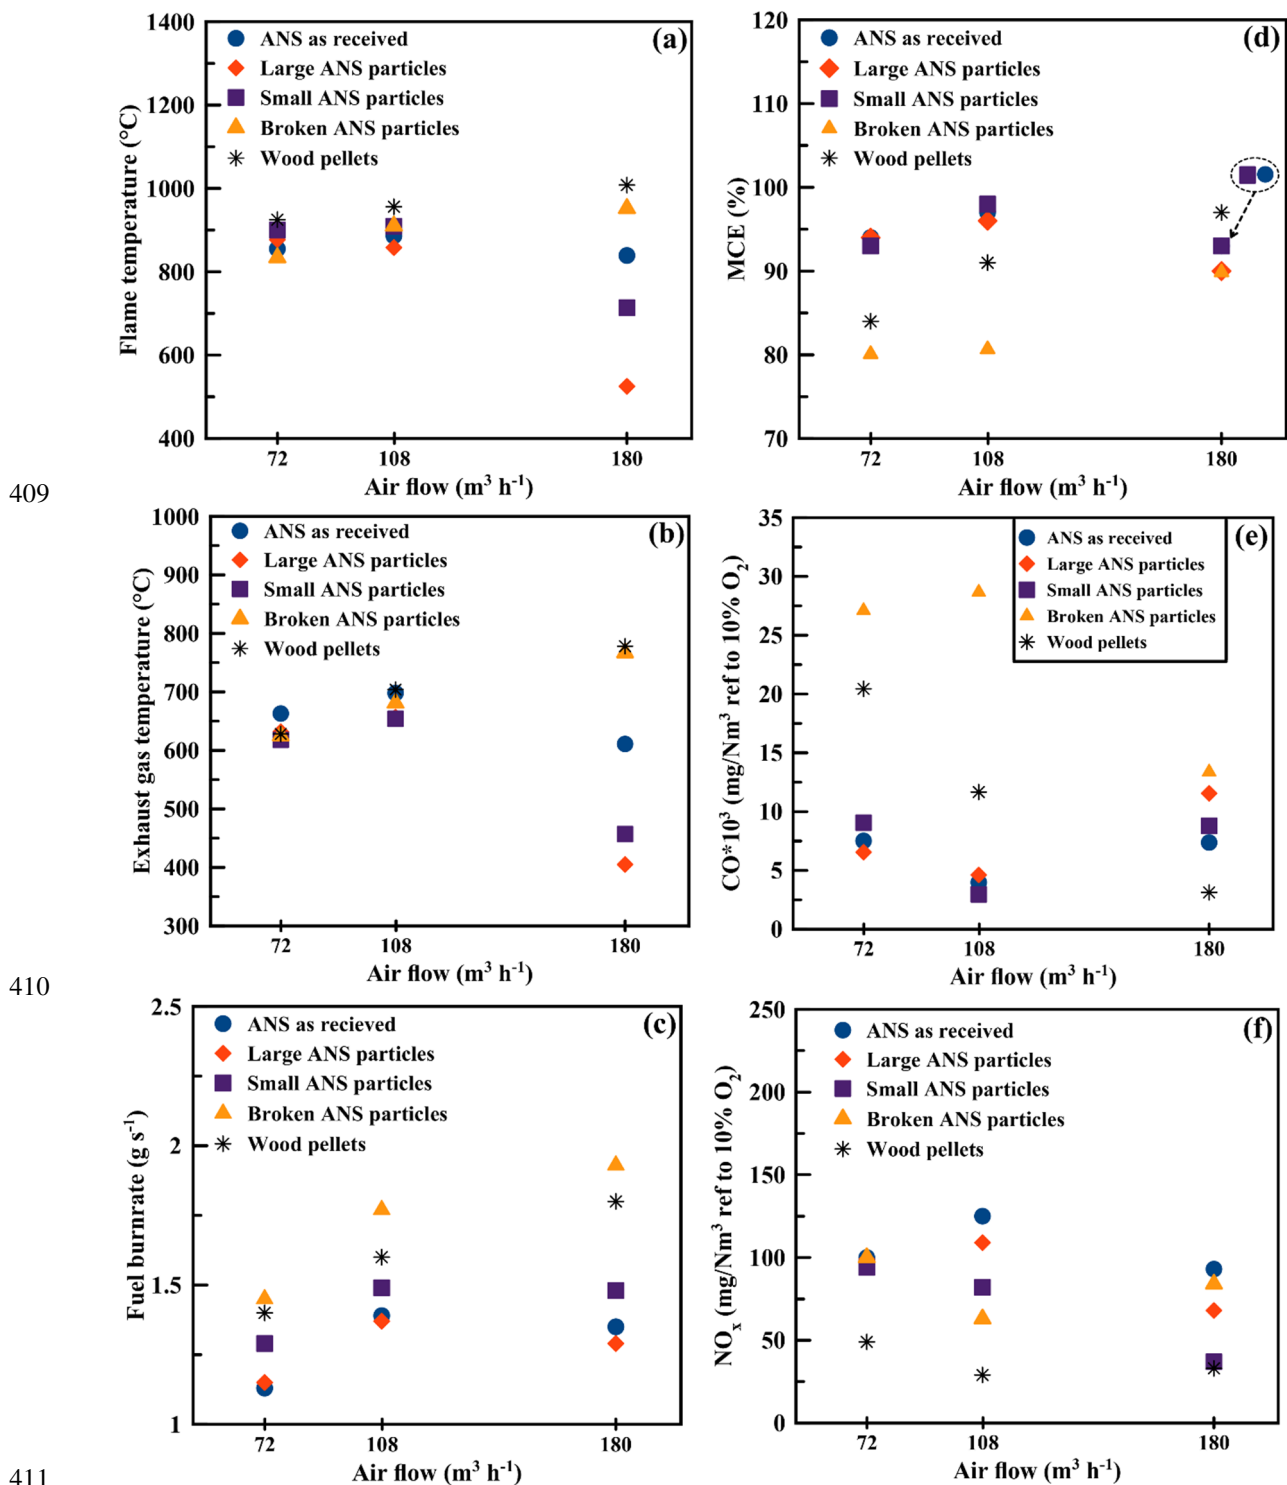 1400
1200
1000
800
600
400
Flame temperature (°C)
ANS as received
Large ANS particles
Small ANS particles
Broken ANS particles
Wood pellets
(a)
72 108 180
Air flow (m³ h⁻¹)
120
110
100
90
80
70
MCE (%)
ANS as received
Large ANS particles
Small ANS particles
Broken ANS particles
Wood pellets
(d)
72 108 180
Air flow (m³ h⁻¹)
409
1000
900
800
700
600
500
400
300
Exhaust gas temperature (°C)
ANS as received
Large ANS particles
Small ANS particles
Broken ANS particles
Wood pellets
(b)
72 108 180
Air flow (m³ h⁻¹)
35
30
25
20
15
10
5
0
CO*10³ (mg/Nm³ ref to 10% O₂)
ANS as received
Large ANS particles
Small ANS particles
Broken ANS particles
Wood pellets
(e)
72 108 180
Air flow (m³ h⁻¹)
410
2.5
2
1.5
1
Fuel burnrate (g s⁻¹)
ANS as recieved
Large ANS particles
Small ANS particles
Broken ANS particles
Wood pellets
(c)
72 108 180
Air flow (m³ h⁻¹)
250
200
150
100
50
0
NOₓ (mg/Nm³ ref to 10% O₂)
ANS as received
Large ANS particles
Small ANS particles
Broken ANS particles
Wood pellets
(f)
72 108 180
Air flow (m³ h⁻¹)
411